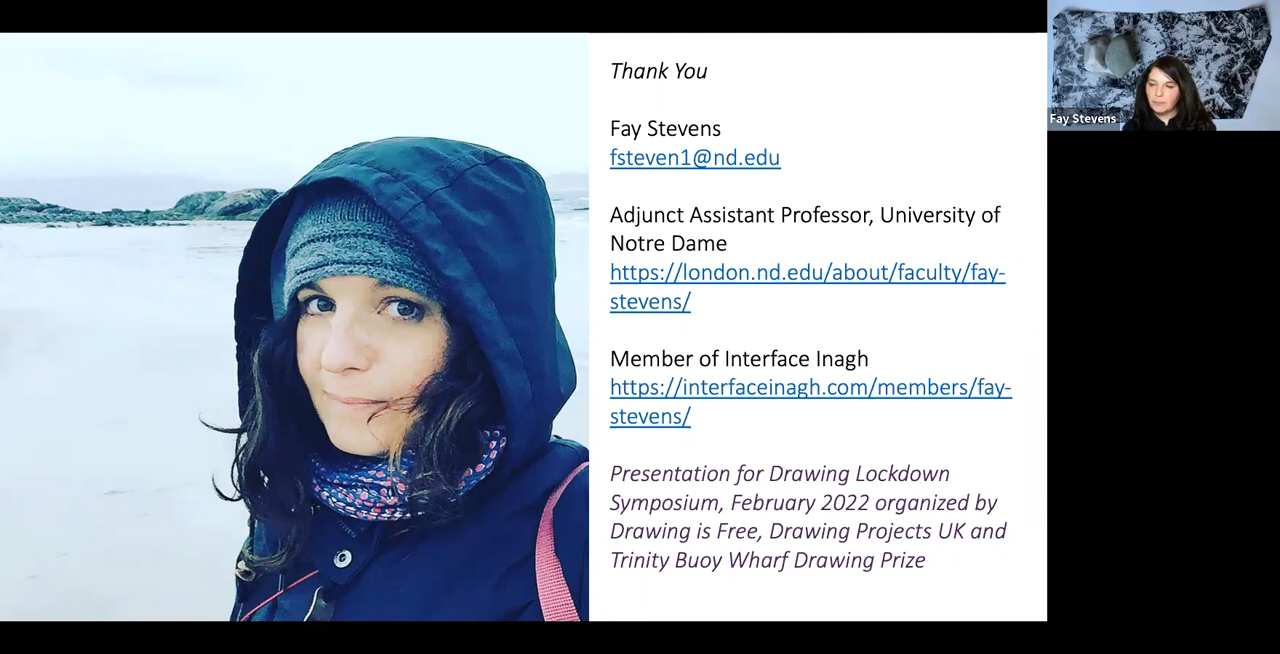 Thank You
Fay Stevens
fsteven1@nd.edu
Adjunct Assistant Professor, University of
Notre Dame
https://london.nd.edu/about/faculty/fay-
stevens/
Member of Interface Inagh
https://interfaceinagh.com/members/fay-
stevens/
Presentation for Drawing Lockdown
Symposium, February 2022 organized by
Drawing is Free, Drawing Projects UK and
Trinity Buoy Wharf Drawing Prize
Fay Stevens